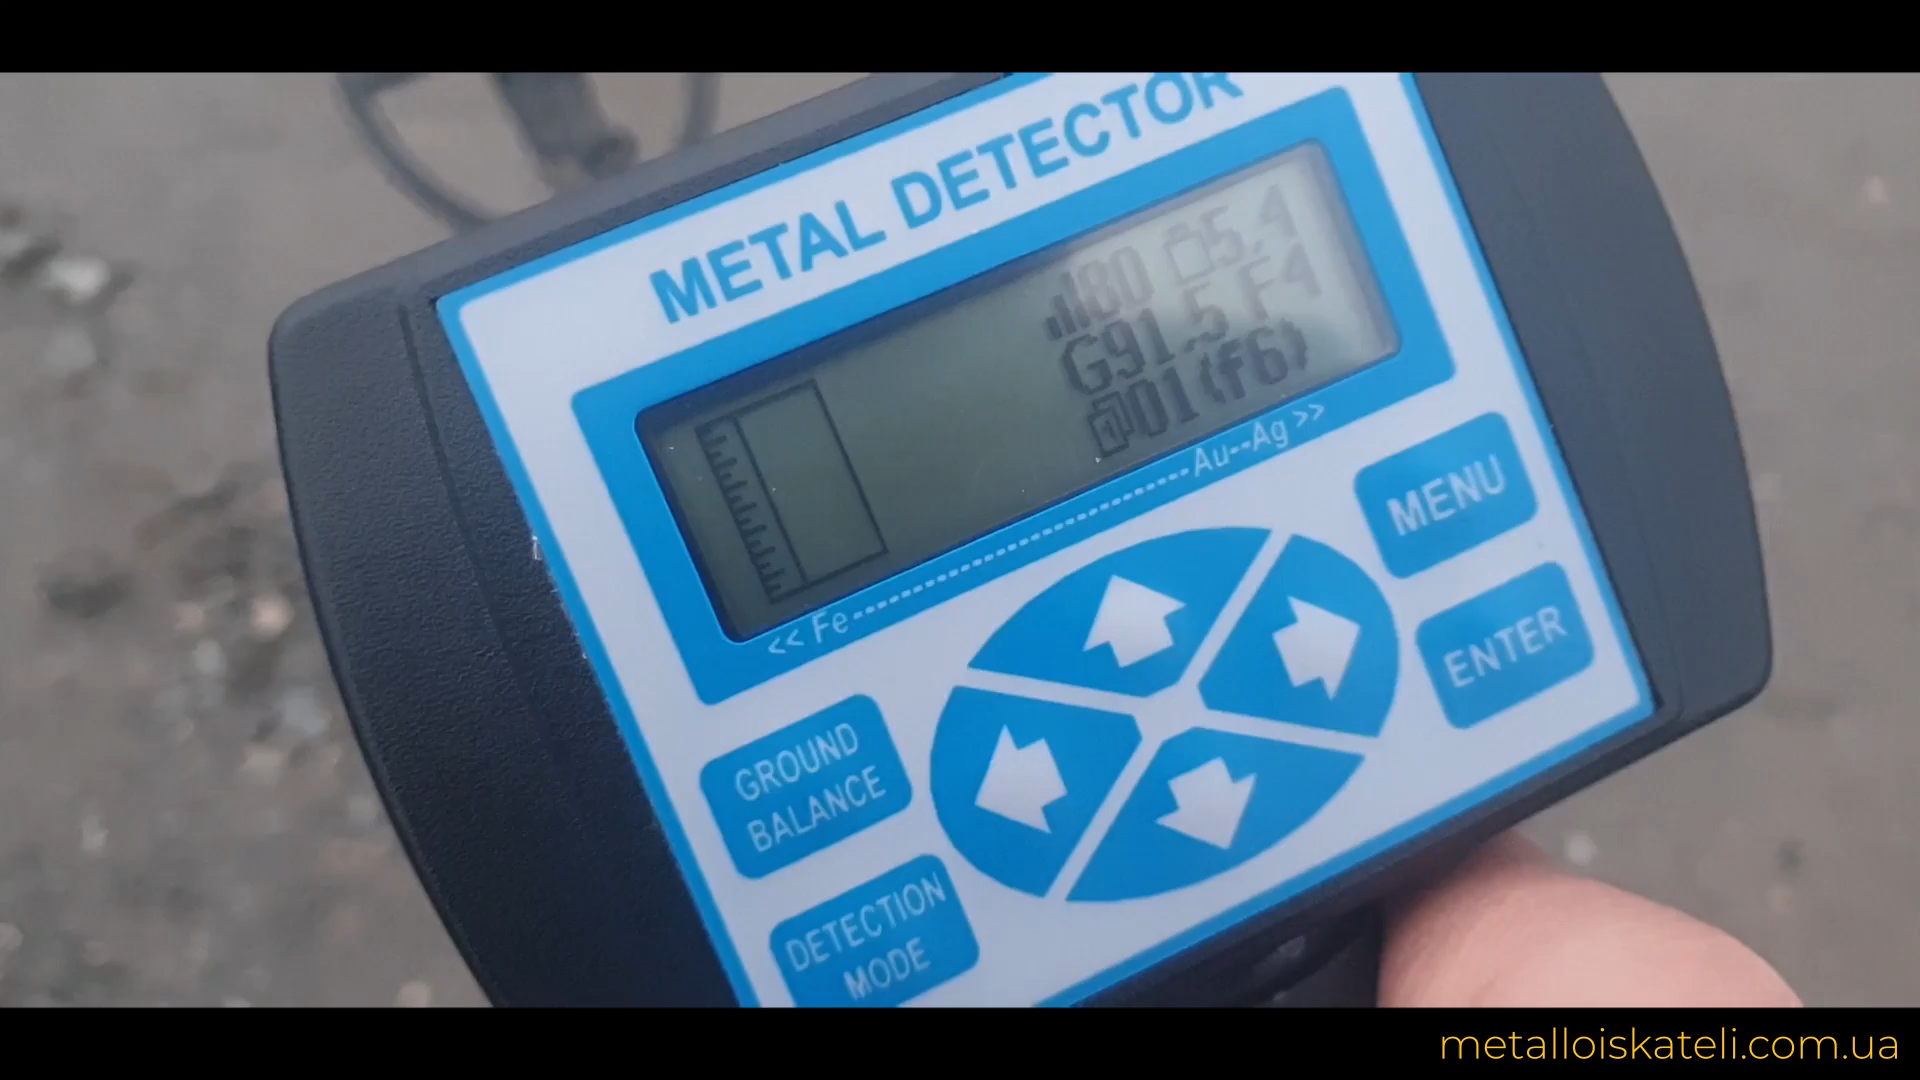 METAL DETECTOR
80 5.4
G91.5 F4
01(f6)
<< Fe--------------------------------Au--Ag >>
MENU
ENTER
GROUND
BALANCE
DETECTION
MODE
metalloiskateli.com.ua